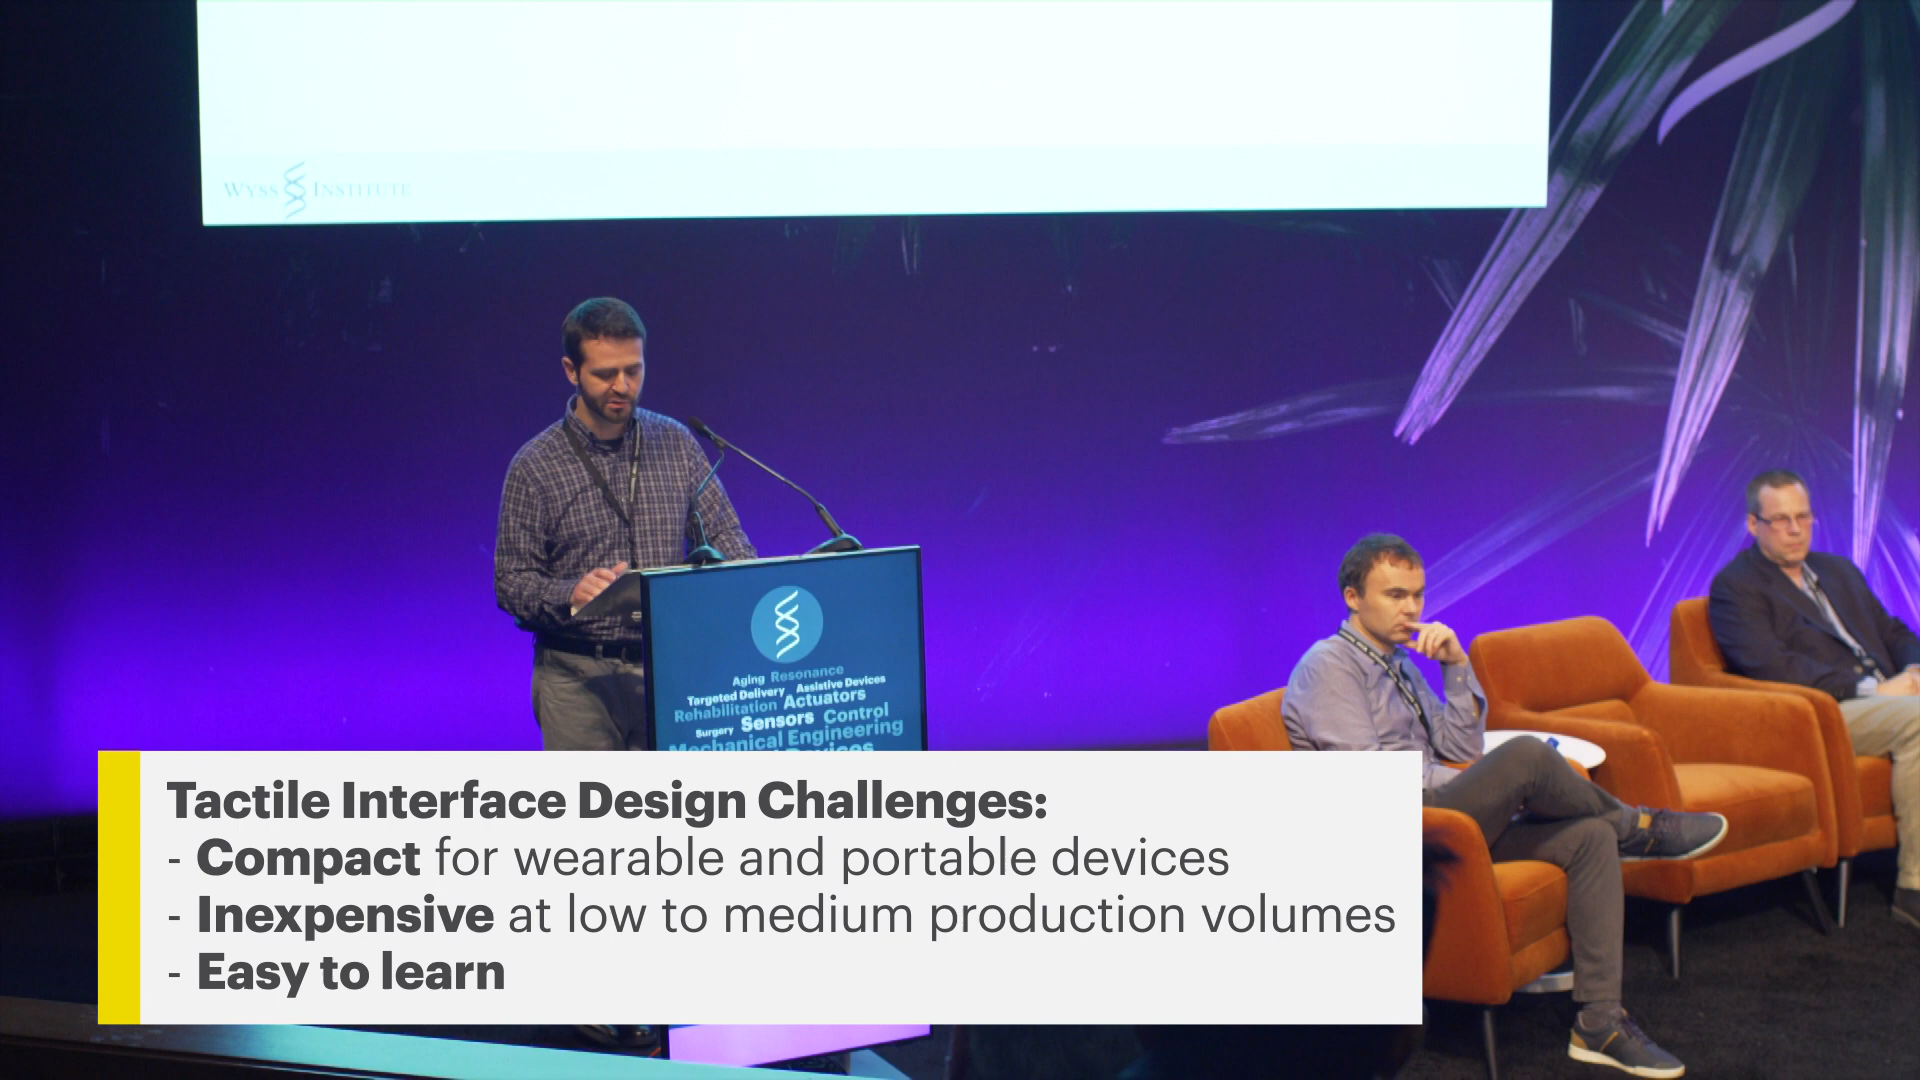 WYSS INSTITUTE
Aging Resonance
Targeted Delivery Assistive Devices
Rehabilitation Actuators
Surgery Sensors Control
Mechanical Engineering
Devices
Tactile Interface Design Challenges:
- Compact for wearable and portable devices
- Inexpensive at low to medium production volumes
- Easy to learn